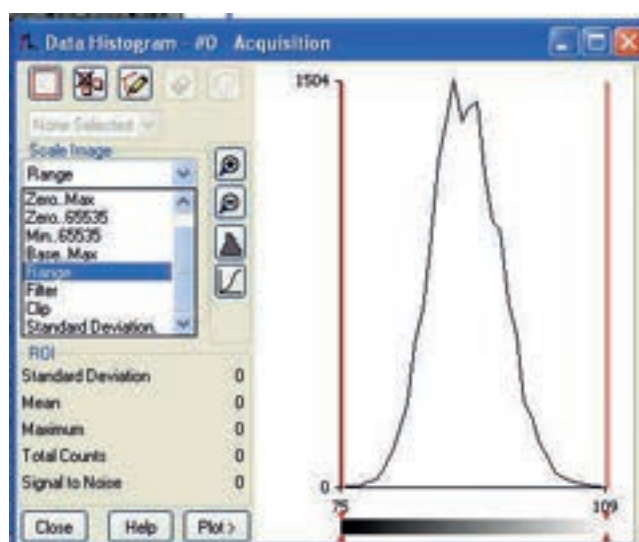 Data Histogram - #0 Acquisition
None Selected
Scale Image
Range
Zero..Max
Zero..65535
Min..65535
Base..Max
Range
Filter
Clip
Standard Deviation.
ROI
Standard Deviation 0
Mean 0
Maximum 0
Total Counts 0
Signal to Noise 0
Close Help Plot >
1504
0
75 109